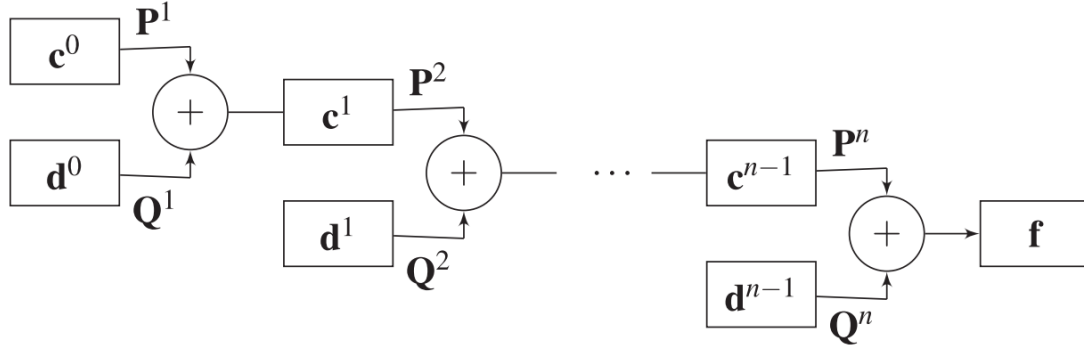 c⁰ P¹
+
d⁰ Q¹
c¹ P²
+
d¹ Q²
⋯
cⁿ⁻¹ Pⁿ
+ f
dⁿ⁻¹ Qⁿ